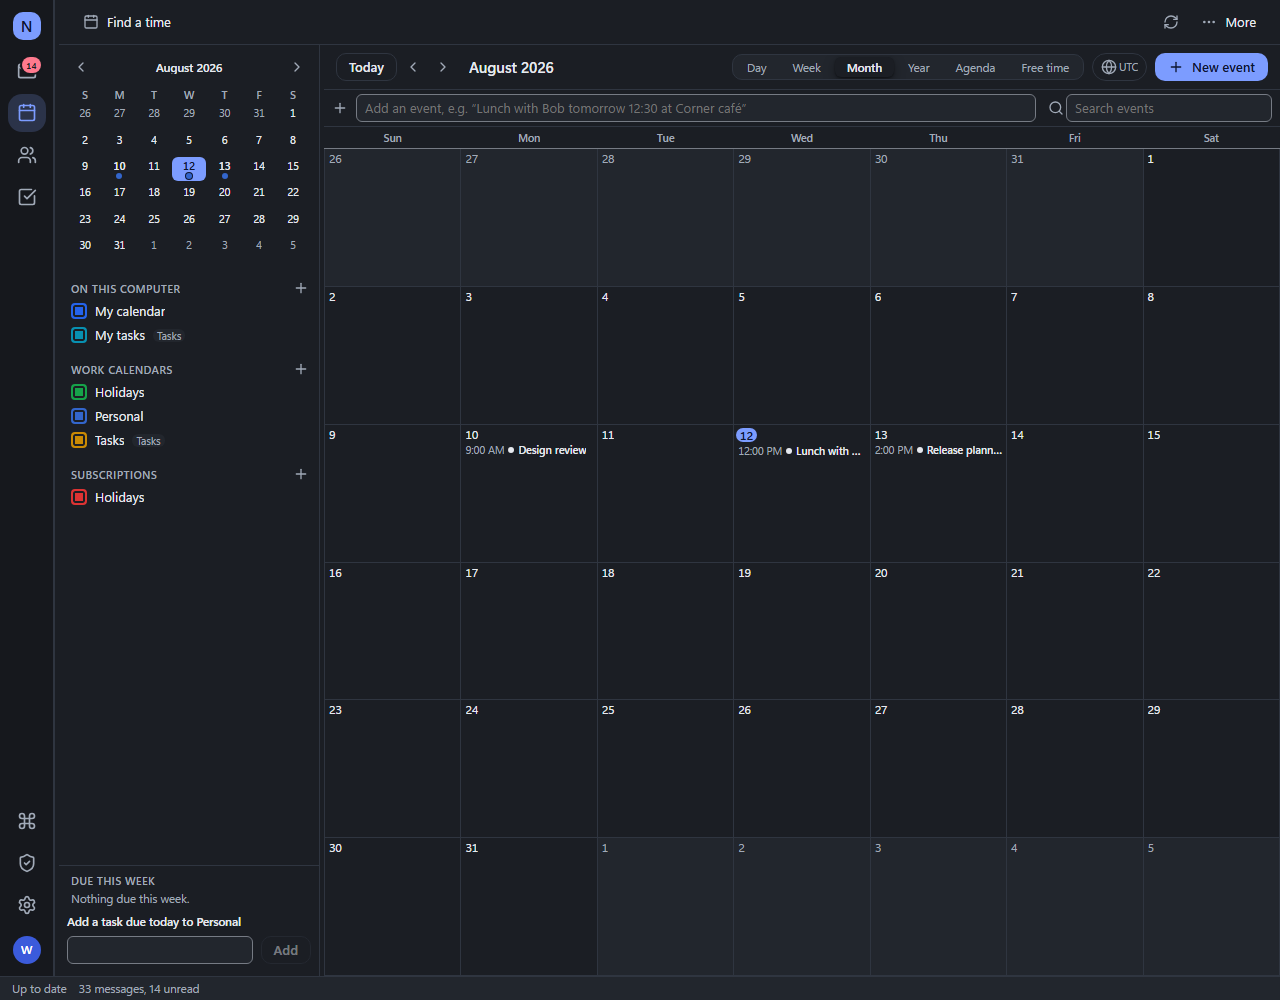 N
Find a time
More
14
August 2026
S M T W T F S
26 27 28 29 30 31 1
2 3 4 5 6 7 8
9 10 11 12 13 14 15
16 17 18 19 20 21 22
23 24 25 26 27 28 29
30 31 1 2 3 4 5
ON THIS COMPUTER
My calendar
My tasks Tasks
WORK CALENDARS
Holidays
Personal
Tasks Tasks
SUBSCRIPTIONS
Holidays
DUE THIS WEEK
Nothing due this week.
Add a task due today to Personal
Add
W
Today August 2026 Day Week Month Year Agenda Free time UTC New event
Add an event, e.g. “Lunch with Bob tomorrow 12:30 at Corner café” Search events
Sun Mon Tue Wed Thu Fri Sat
26 27 28 29 30 31 1
2 3 4 5 6 7 8
9 10 11 12 13 14 15
9:00 AM Design review 12:00 PM Lunch with ... 2:00 PM Release plann...
16 17 18 19 20 21 22
23 24 25 26 27 28 29
30 31 1 2 3 4 5
Up to date 33 messages, 14 unread